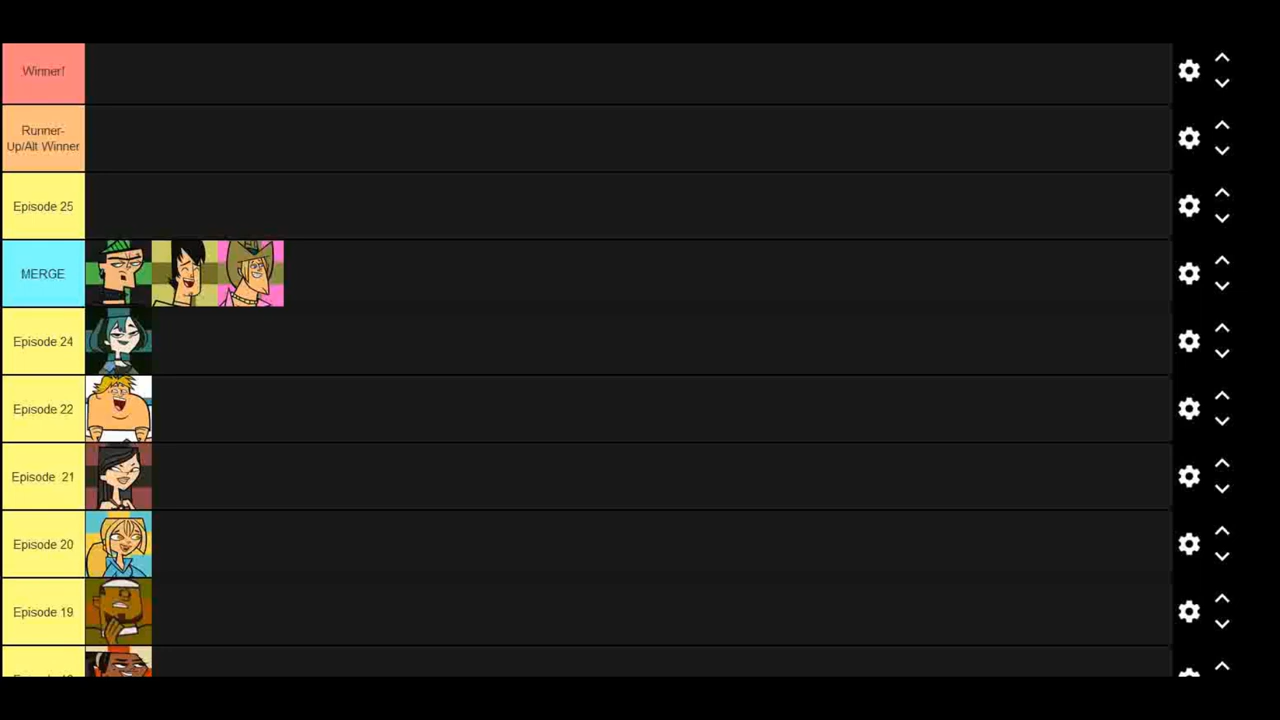 Winner!
Runner-
Up/Alt Winner
Episode 25
MERGE
Episode 24
Episode 22
Episode 21
Episode 20
Episode 19